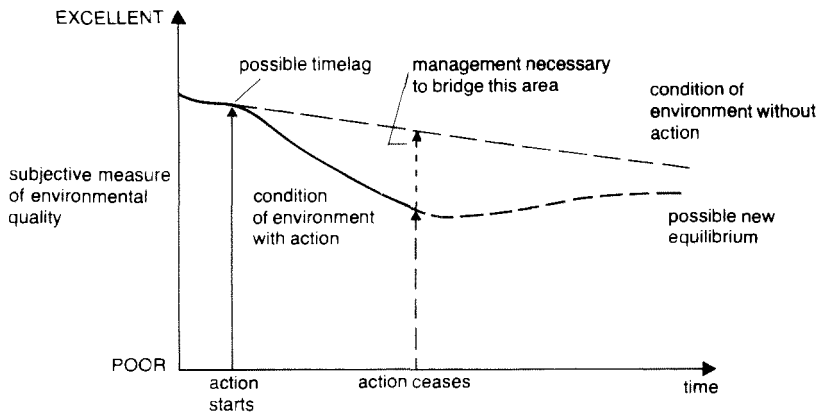 EXCELLENT
possible timelag
management necessary
to bridge this area
condition of
environment without
action
subjective measure
of environmental
quality
condition
of environment
with action
possible new
equilibrium
POOR
action
starts
action ceases
time